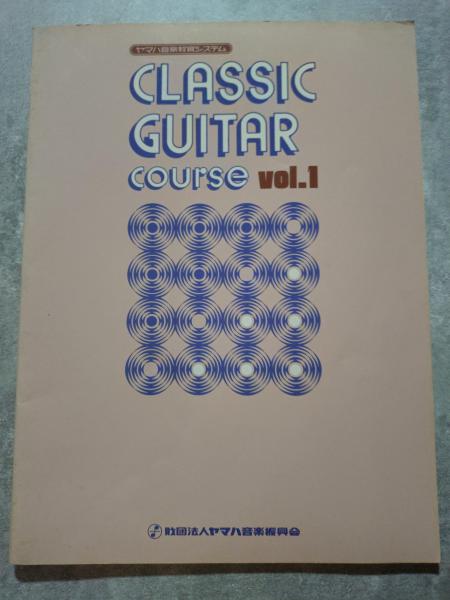 ヤマハ音楽教育システム
CLASSIC
GUITAR
course vol.1
財団法人ヤマハ音楽振興会